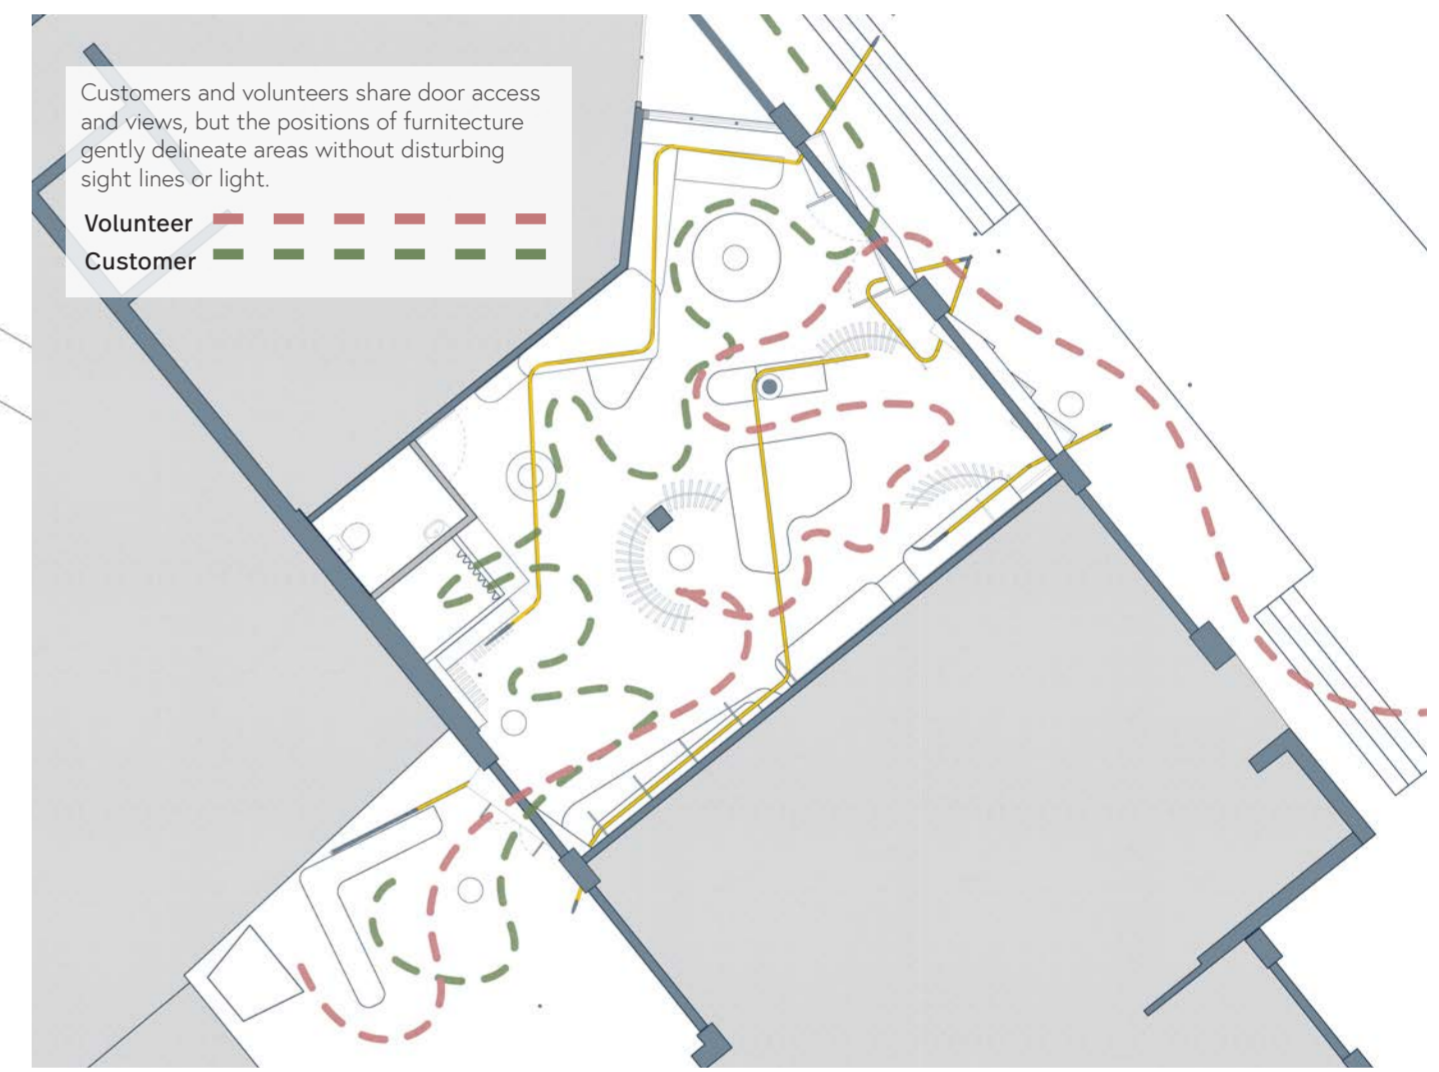 Customers and volunteers share door access
and views, but the positions of furnitecture
gently delineate areas without disturbing
sight lines or light.
Volunteer
Customer